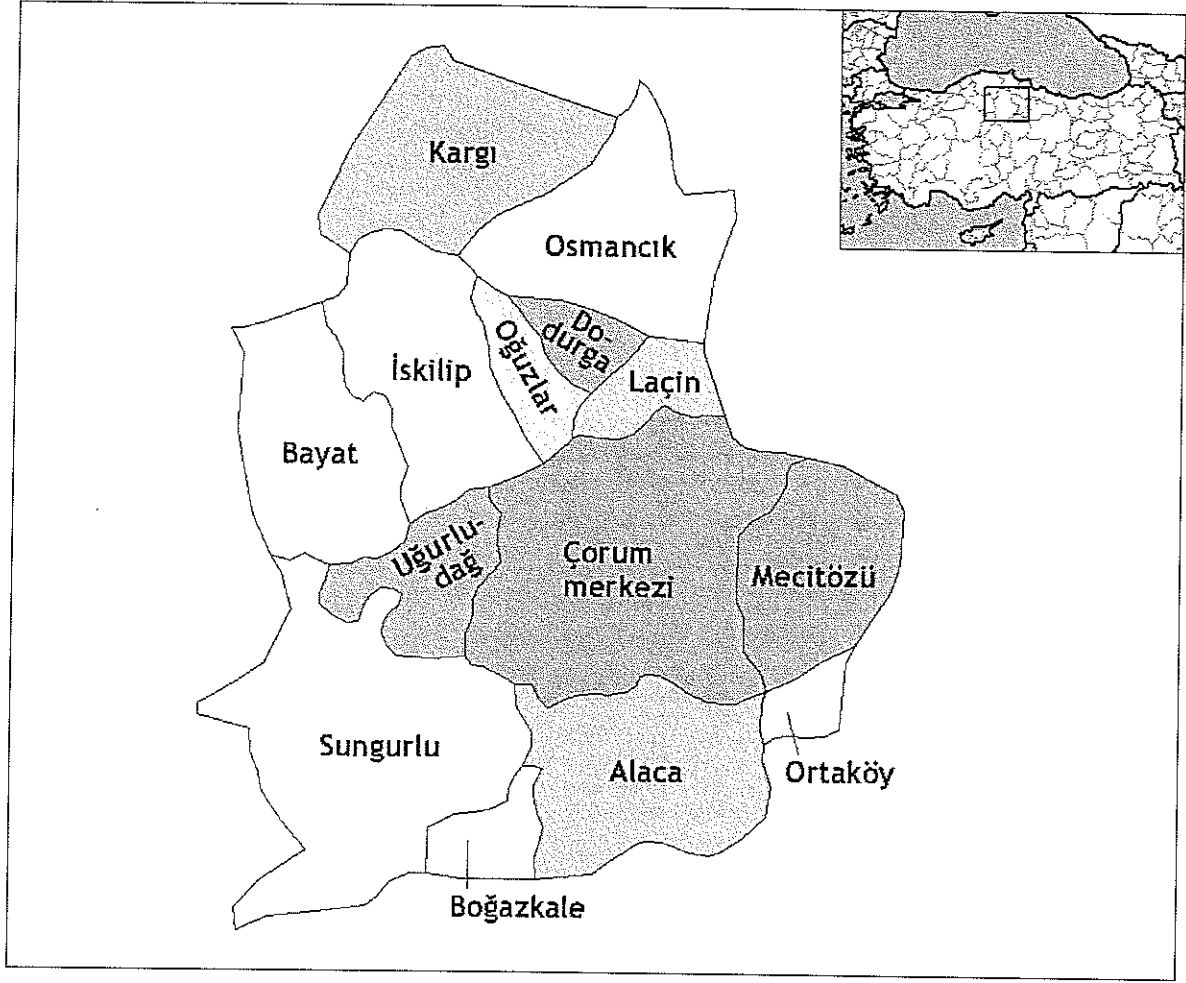 Kargı
Osmancık
Do-
durga
Oğuzlar
İskilip
Laçin
Bayat
Uğurlu-
dağ
Çorum
merkezi
Mecitözü
Sungurlu
Alaca
Ortaköy
Boğazkale